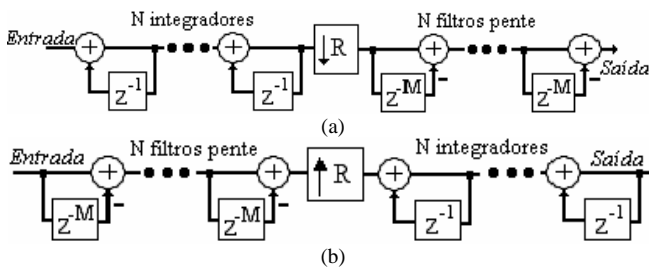 N integradores N filtros pente
Entrada + ••• + ↓ R + ••• + Saída
z⁻¹ z⁻¹ z⁻ᴹ − z⁻ᴹ −
(a)
Entrada N filtros pente N integradores Saída
+ ••• + ↑ R + ••• +
z⁻ᴹ − z⁻ᴹ − z⁻¹ z⁻¹
(b)